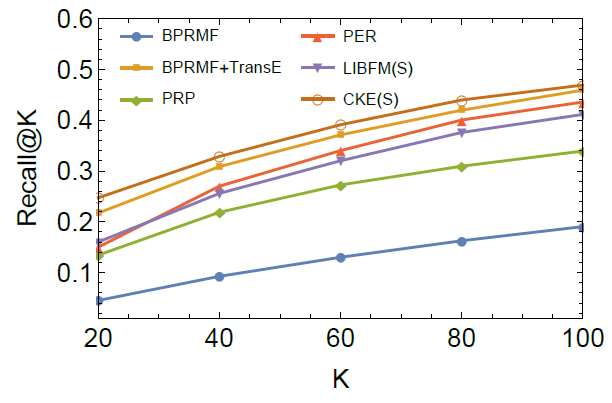 0.6
BPRMF
PER
0.5
BPRMF+TransE
LIBFM(S)
PRP
CKE(S)
0.4
Recall@K
0.3
0.2
0.1
20 40 60 80 100
K